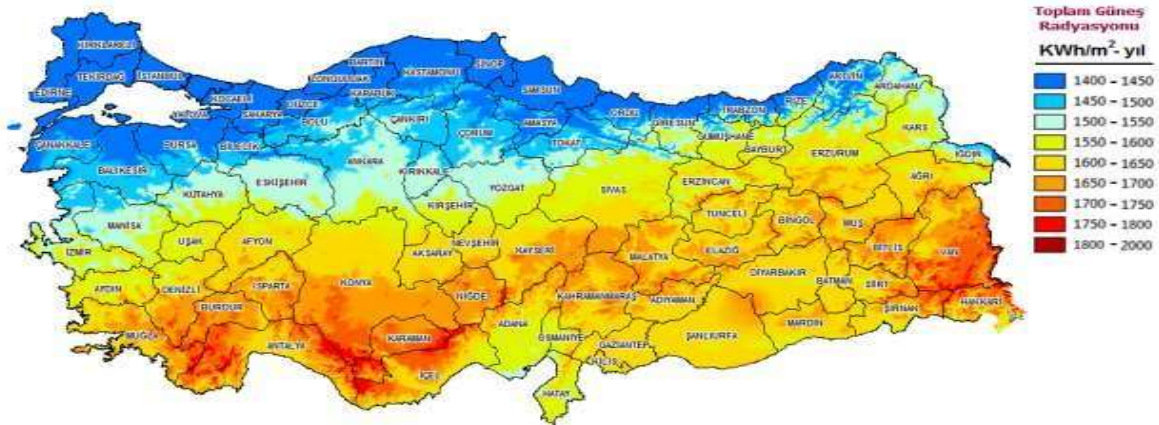 Toplam Güneş
Radyasyonu
KWh/m²- yıl
1400 - 1450
1450 - 1500
1500 - 1550
1550 - 1600
1600 - 1650
1650 - 1700
1700 - 1750
1750 - 1800
1800 - 2000
KIRKLARELİ
TEKİRDAĞ
İSTANBUL
EDİRNE
KOCAELİ
YALOVA
SAKARYA
DÜZCE
ZONGULDAK
BARTIN
KARABÜK
KASTAMONU
SİNOP
SAMSUN
ORDU
GİRESUN
TRABZON
RİZE
ARTVİN
ARDAHAN
ÇANAKKALE
BURSA
BİLECİK
BOLU
ÇANKIRI
ÇORUM
AMASYA
TOKAT
GÜMÜŞHANE
BAYBURT
ERZURUM
KARS
IĞDIR
BALIKESİR
KÜTAHYA
ESKİŞEHİR
ANKARA
KIRIKKALE
YOZGAT
SİVAS
ERZİNCAN
AĞRI
MANİSA
UŞAK
AFYON
KIRŞEHİR
NEVŞEHİR
AKSARAY
KAYSERİ
TUNCELİ
BİNGÖL
MUŞ
İZMİR
AYDIN
DENİZLİ
ISPARTA
KONYA
NİĞDE
MALATYA
ELAZIĞ
DİYARBAKIR
BİTLİS
VAN
BATMAN
SİİRT
BURDUR
KAHRAMANMARAŞ
ADIYAMAN
ŞIRNAK
HAKKARİ
MUĞLA
ANTALYA
KARAMAN
ADANA
OSMANİYE
GAZİANTEP
ŞANLIURFA
MARDİN
İÇEL
KİLİS
HATAY